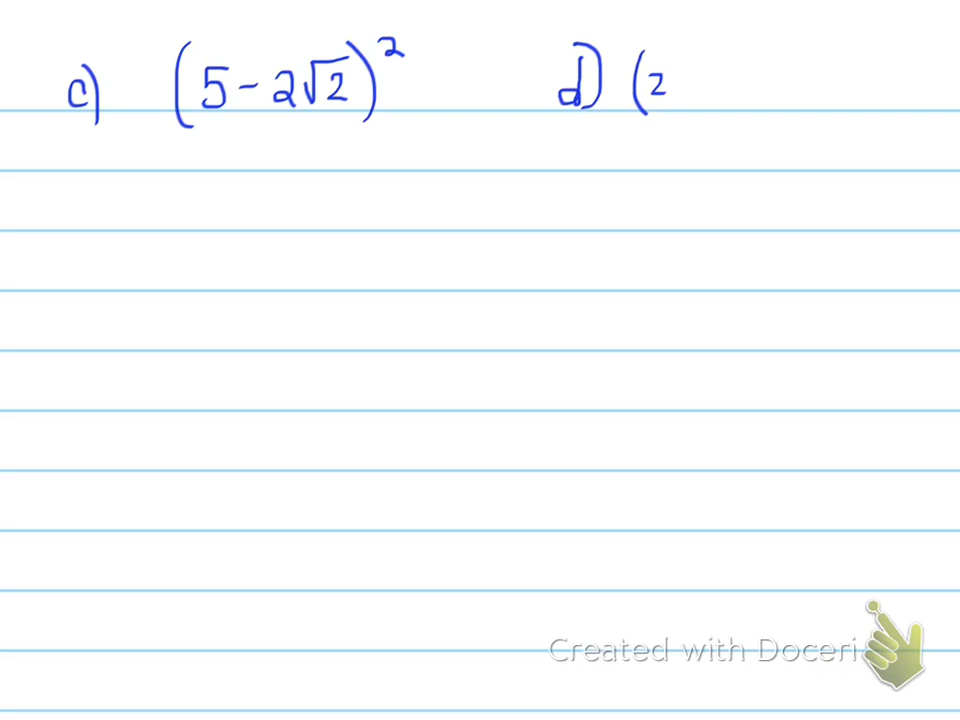 c) (5-2√2)² d) (2
Created with Doceri